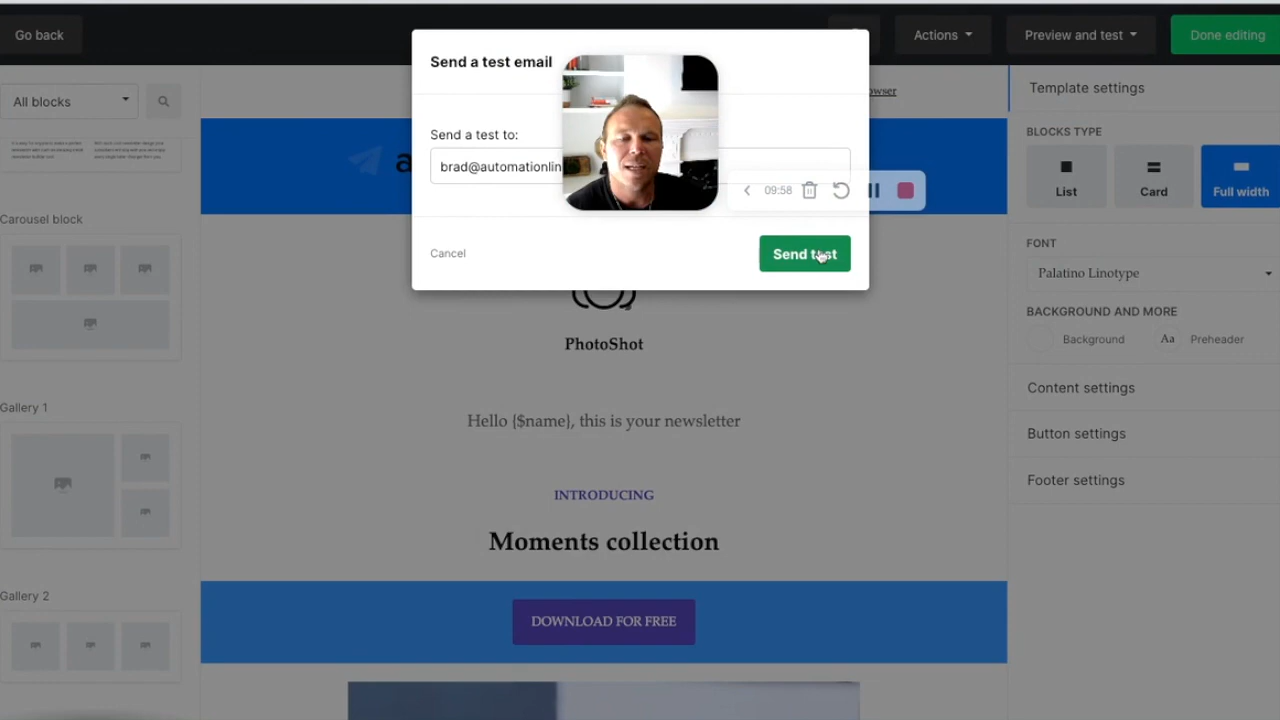 Go back
Actions
Preview and test
Done editing
Send a test email
Send a test to:
brad@automationlin
09:58
Cancel
Send test
All blocks
Carousel block
Gallery 1
Gallery 2
a
owser
PhotoShot
Hello {$name}, this is your newsletter
INTRODUCING
Moments collection
DOWNLOAD FOR FREE
Template settings
BLOCKS TYPE
List
Card
Full width
FONT
Palatino Linotype
BACKGROUND AND MORE
Background
Aa
Preheader
Content settings
Button settings
Footer settings